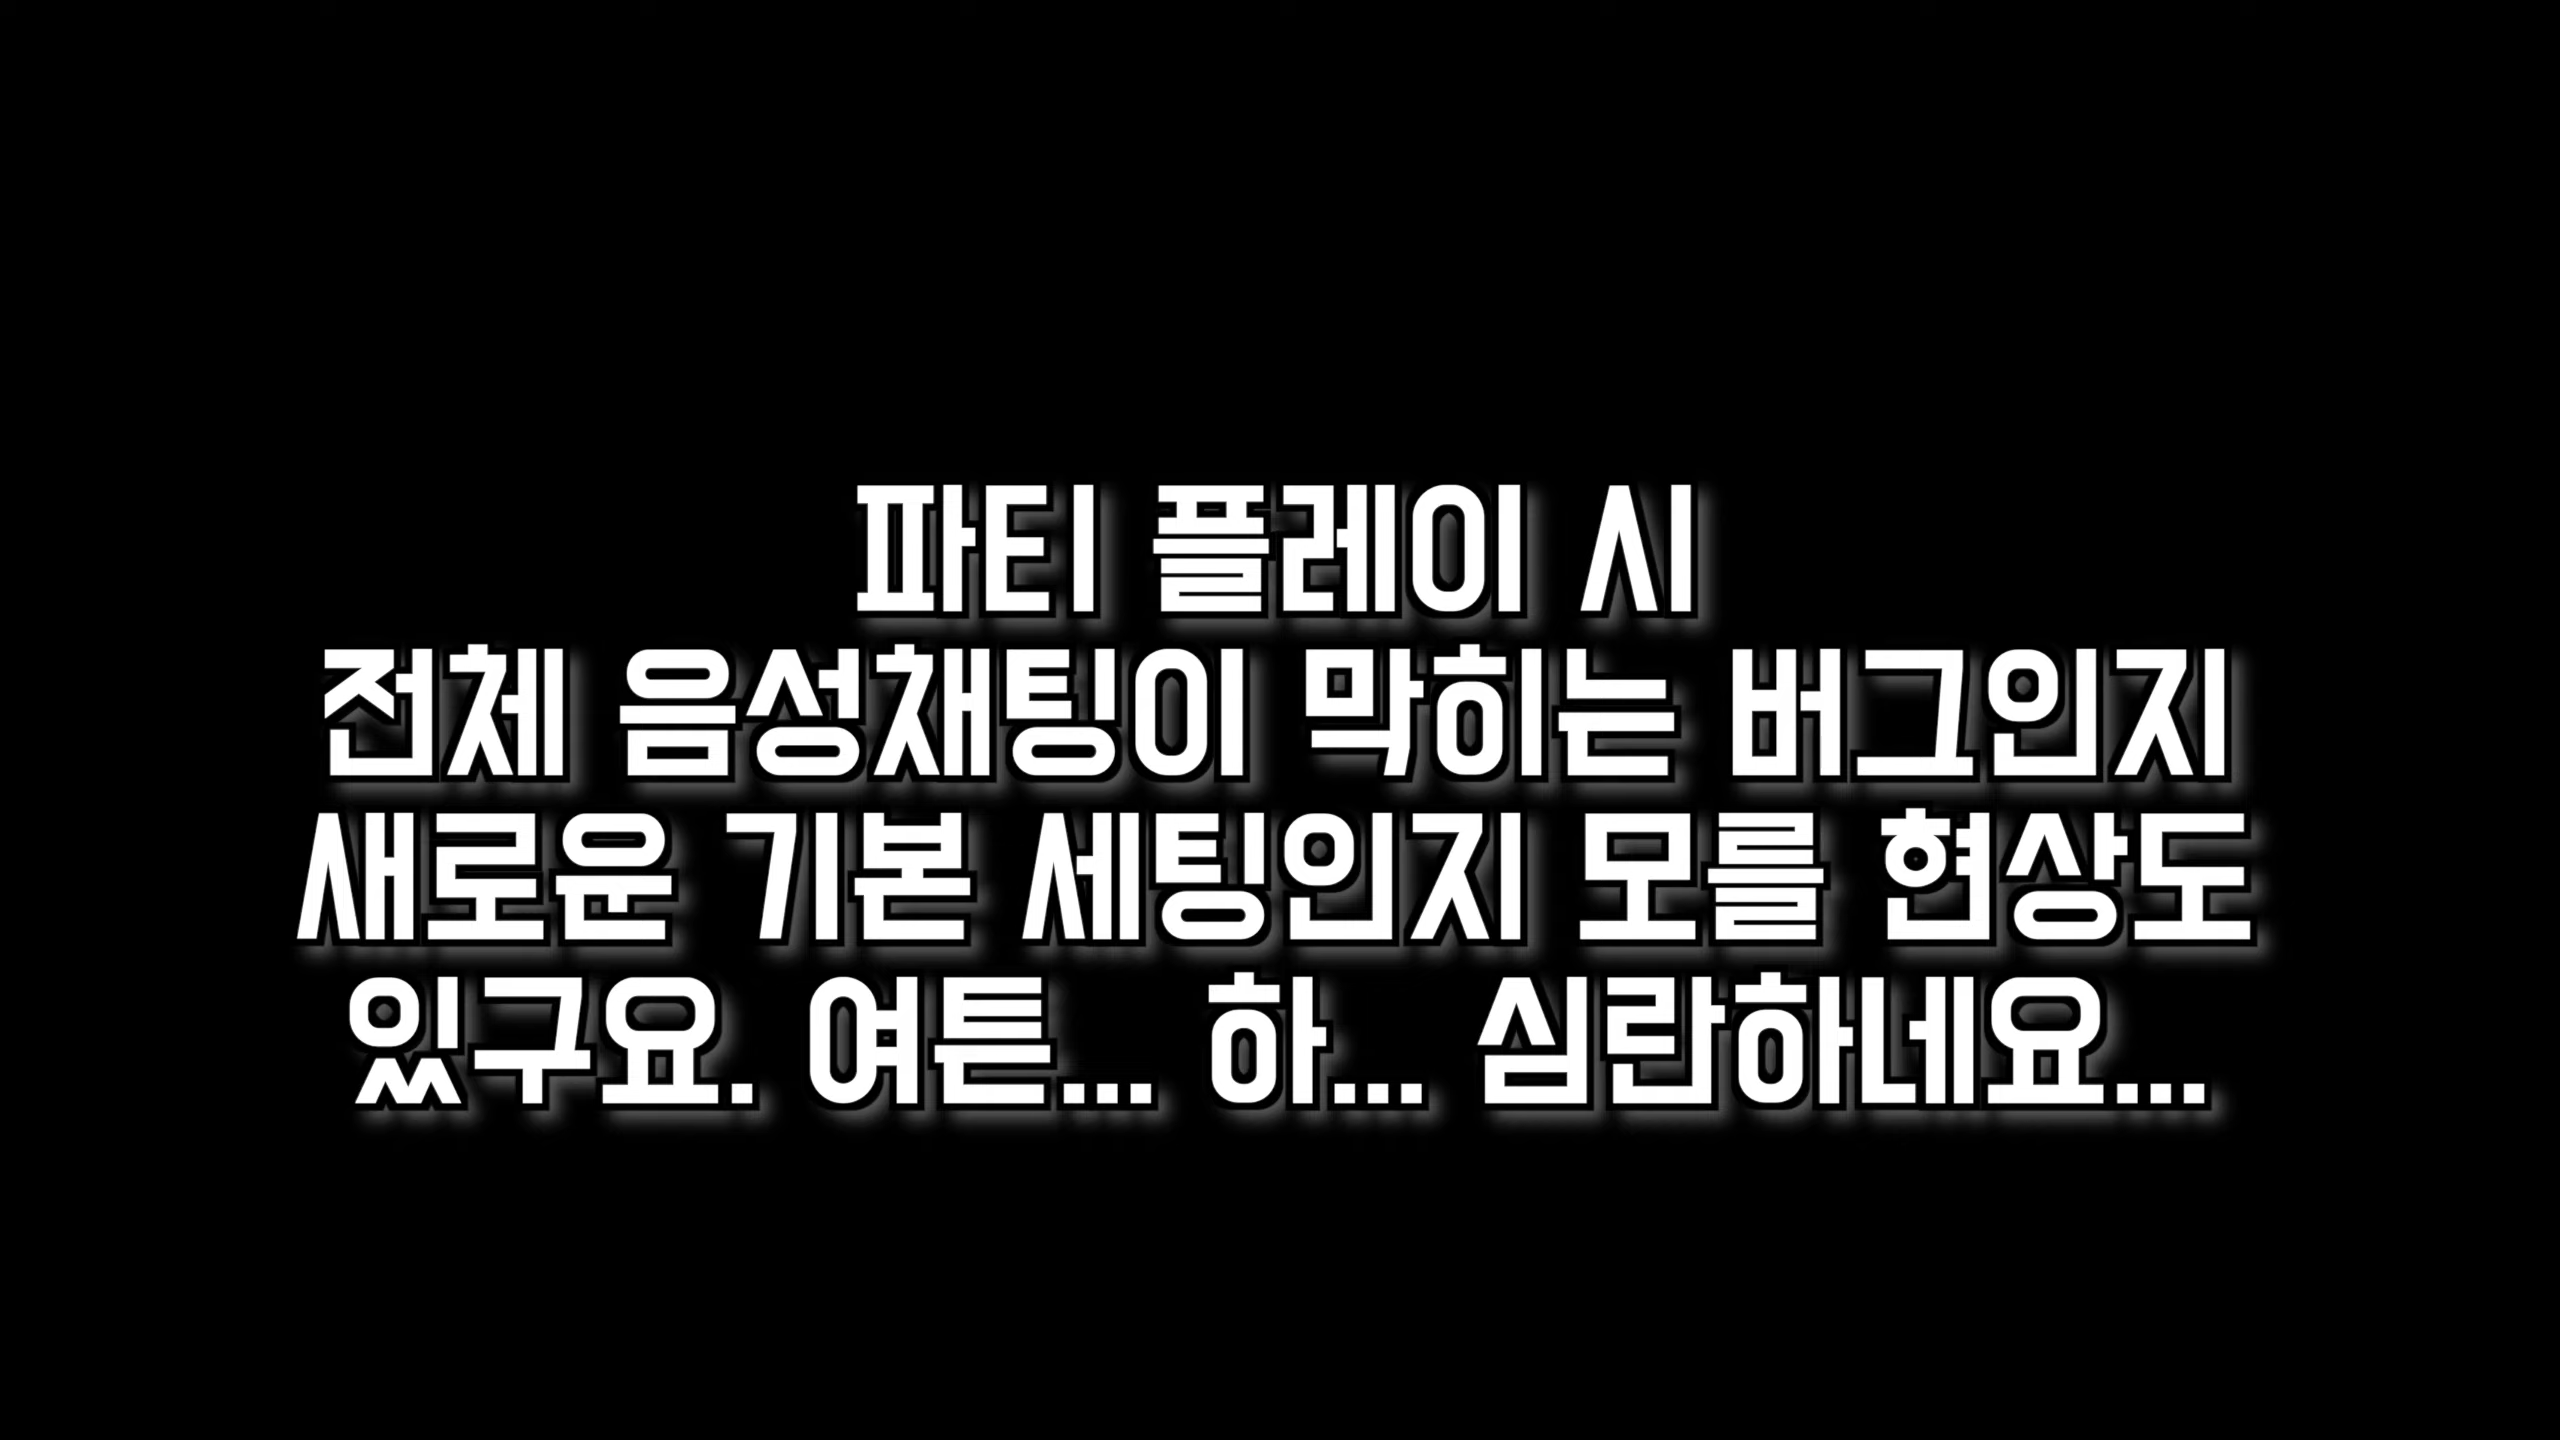 파티 플레이 시
전체 음성채팅이 막히는 버그인지
새로운 기본 세팅인지 모를 현상도
있구요. 여튼... 하... 심란하네요...